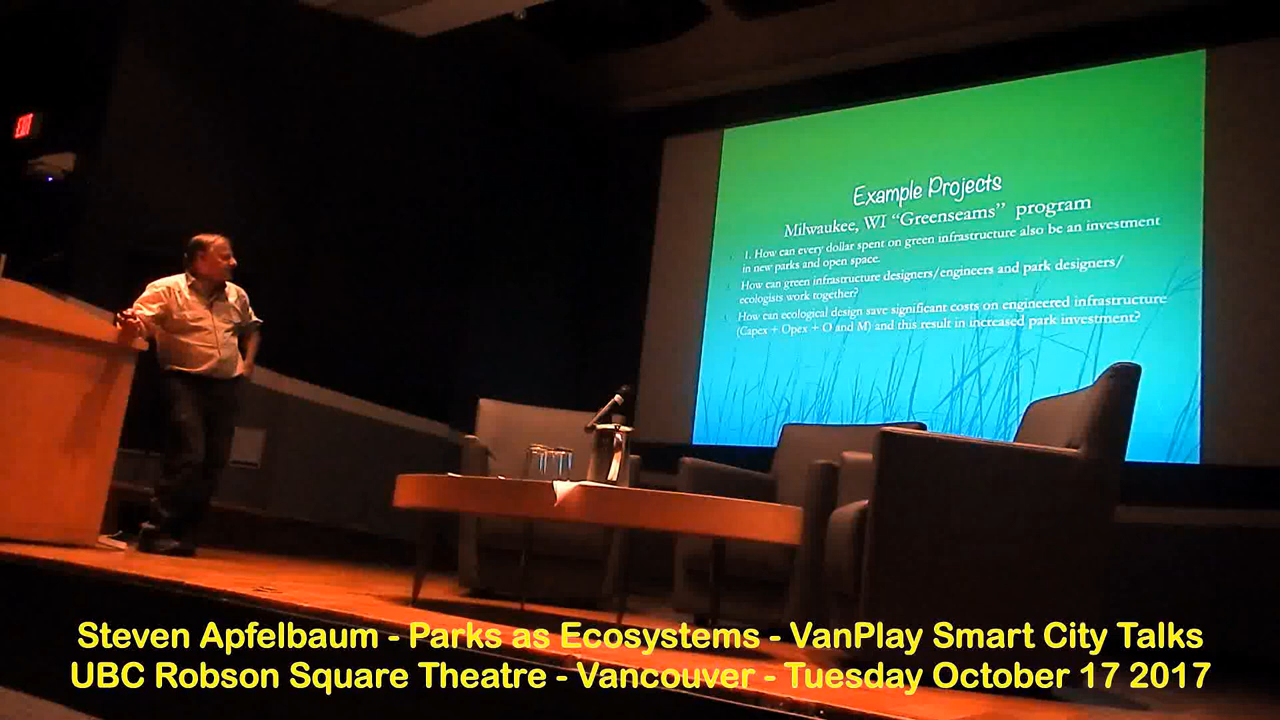 EXIT
Example Projects
Milwaukee, WI “Greenseams” program
1. How can every dollar spent on green infrastructure also be an investment
in new parks and open space.
How can green infrastructure designers/engineers and park designers/
ecologists work together?
How can ecological design save significant costs on engineered infrastructure
(Capex + Opex + O and M) and this result in increased park investment?
Steven Apfelbaum - Parks as Ecosystems - VanPlay Smart City Talks
UBC Robson Square Theatre - Vancouver - Tuesday October 17 2017